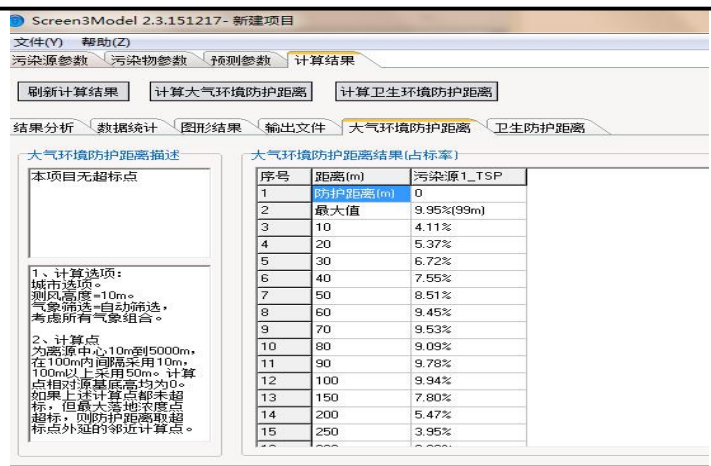 Screen3Model 2.3.151217- 新建项目
文件(Y) 帮助(Z)
污染源参数 污染物参数 预测参数 计算结果
刷新计算结果 计算大气环境防护距离 计算卫生环境防护距离
结果分析 数据统计 图形结果 输出文件 大气环境防护距离 卫生防护距离
大气环境防护距离描述
本项目无超标点
1、计算选项:
城市选项。
测风高度=10m。
气象筛选=自动筛选,
考虑所有气象组合。
2、计算点
为离源中心10m到5000m,
在100m内间隔采用10m,
100m以上采用50m。计算
点相对源基底高均为0。
如果上述计算点都未超
标,但最大落地浓度点
超标,则防护距离取超
标点外延的邻近计算点。
大气环境防护距离结果(占标率)
序号 距离(m) 污染源1_TSP
1 防护距离(m) 0
2 最大值 9.95%(99m)
3 10 4.11%
4 20 5.37%
5 30 6.72%
6 40 7.55%
7 50 8.51%
8 60 9.45%
9 70 9.53%
10 80 9.09%
11 90 9.78%
12 100 9.94%
13 150 7.80%
14 200 5.47%
15 250 3.95%